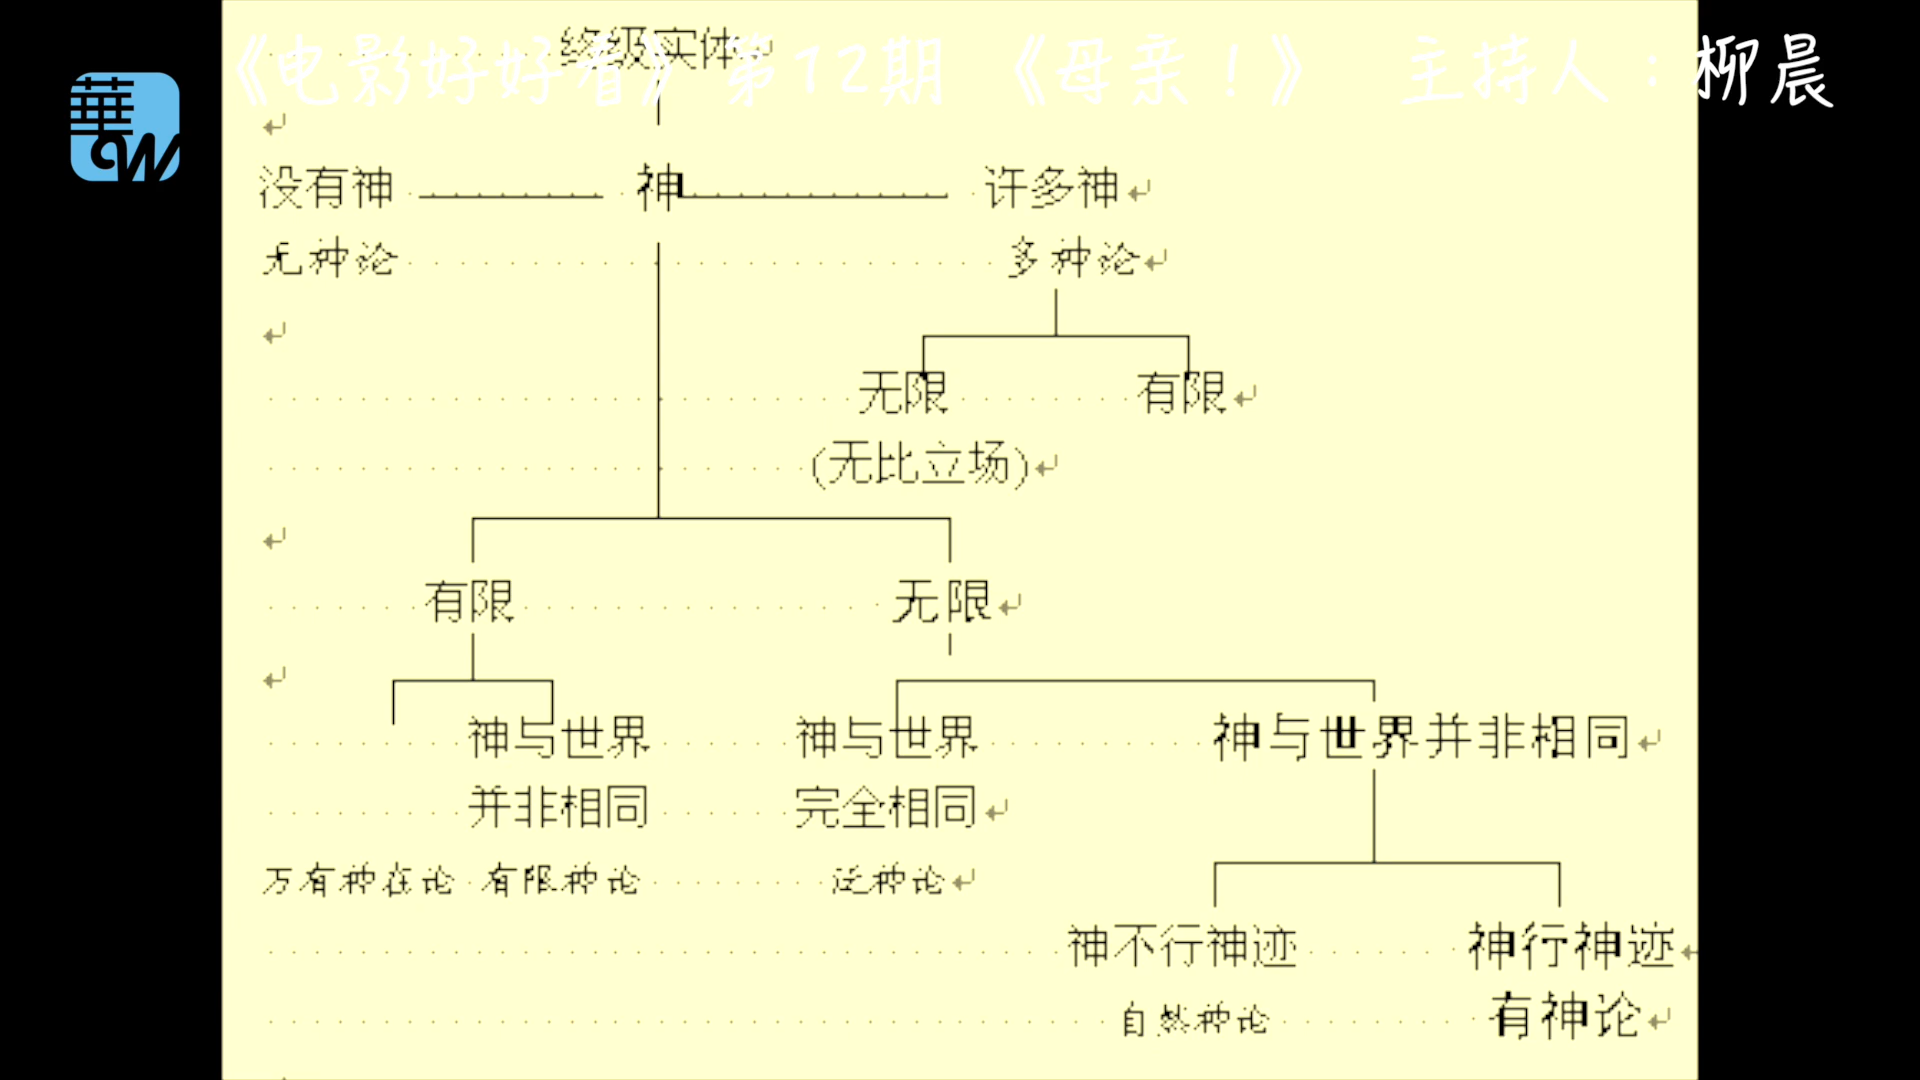 《电影好好看》第12期 《母亲！》 主持人：柳晨
華
终级实体
没有神 神 许多神
无神论 多神论
无限 有限
(无比立场)
有限 无限
神与世界 神与世界 神与世界并非相同
并非相同 完全相同
万有神在论 有限神论 泛神论
神不行神迹 神行神迹
自然神论 有神论